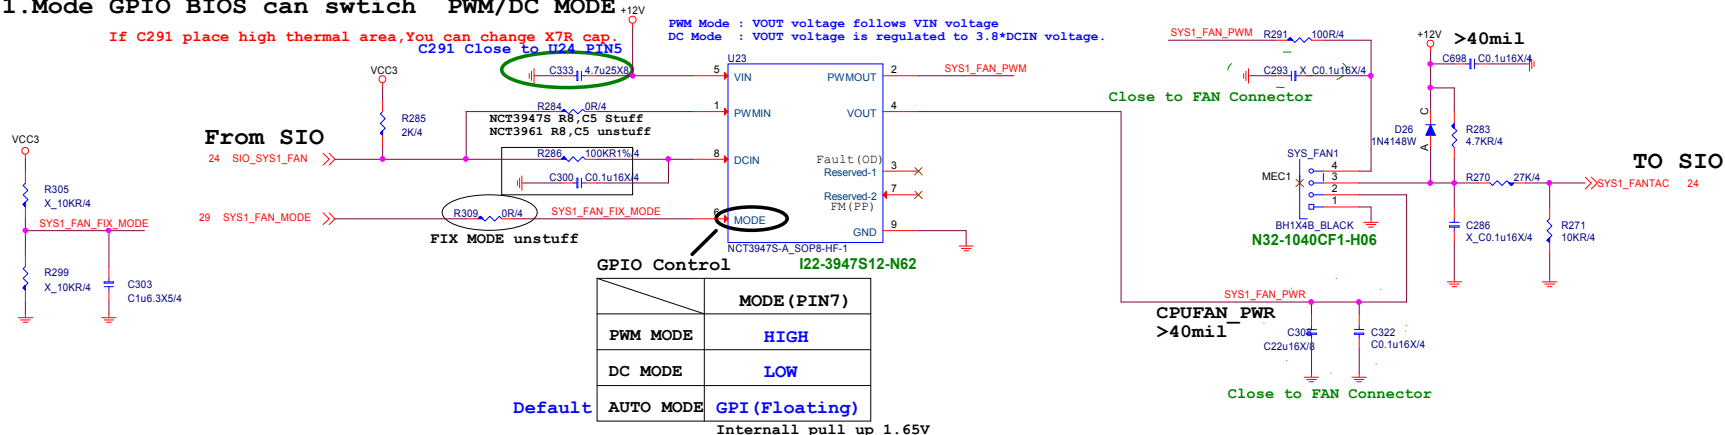 1.Mode GPIO BIOS can swtich PWM/DC MODE
If C291 place high thermal area,You can change X7R cap.
C291 Close to U24 PIN5
+12V
PWM Mode : VOUT voltage follows VIN voltage
DC Mode : VOUT voltage is regulated to 3.8*DCIN voltage.
C333 4.7u25X8
U23
5 VIN
1 PWMIN
8 DCIN
6 MODE
PWMOUT 2
VOUT 4
Fault(OD)
Reserved-1 3
Reserved-2 7
FM(PP)
GND 9
NCT3947S-A_SOP8-HF-1
I22-3947S12-N62
SYS1_FAN_PWM
VCC3
R285
2K/4
R284 0R/4
NCT3947S R8,C5 Stuff
NCT3961 R8,C5 unstuff
From SIO
24 SIO_SYS1_FAN
R286 100KR1%/4
C300 C0.1u16X/4
29 SYS1_FAN_MODE
R309 0R/4
SYS1_FAN_FIX_MODE
FIX MODE unstuff
VCC3
R305
X_10KR/4
SYS1_FAN_FIX_MODE
R299
X_10KR/4
C303
C1u6.3X5/4
GPIO Control
MODE(PIN7)
PWM MODE HIGH
DC MODE LOW
Default AUTO MODE GPI(Floating)
Internall pull up 1.65V
SYS1_FAN_PWM
R291 100R/4
C293 X_C0.1u16X/4
Close to FAN Connector
+12V
>40mil
C698 C0.1u16X/4
D26
1N4148W
C
A
R283
4.7KR/4
SYS_FAN1
MEC1
4
3
2
1
BH1X4B_BLACK
N32-1040CF1-H06
R270 27K/4
TO SIO
SYS1_FANTAC 24
C286
X_C0.1u16X/4
R271
10KR/4
SYS1_FAN_PWR
CPUFAN_PWR
>40mil
C22u16X/8
C322
C0.1u16X/4
Close to FAN Connector